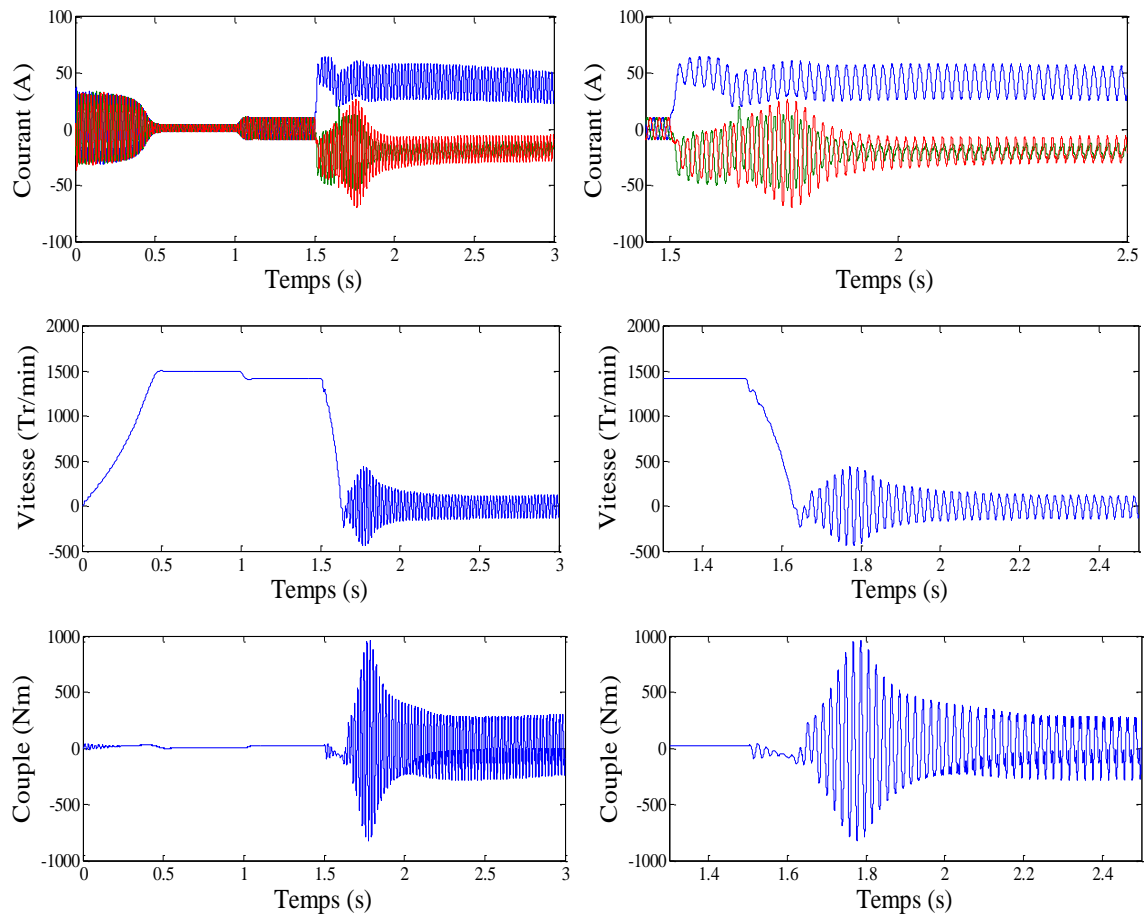 Courant (A)
100
50
0
-50
-100
0 0.5 1 1.5 2 2.5 3
Temps (s)
Courant (A)
100
50
0
-50
-100
1.5 2 2.5
Temps (s)
Vitesse (Tr/min)
2000
1500
1000
500
0
-500
0 0.5 1 1.5 2 2.5 3
Temps (s)
Vitesse (Tr/min)
2000
1500
1000
500
0
-500
1.4 1.6 1.8 2 2.2 2.4
Temps (s)
Couple (Nm)
1000
500
0
-500
-1000
0 0.5 1 1.5 2 2.5 3
Temps (s)
Couple (Nm)
1000
500
0
-500
-1000
1.4 1.6 1.8 2 2.2 2.4
Temps (s)